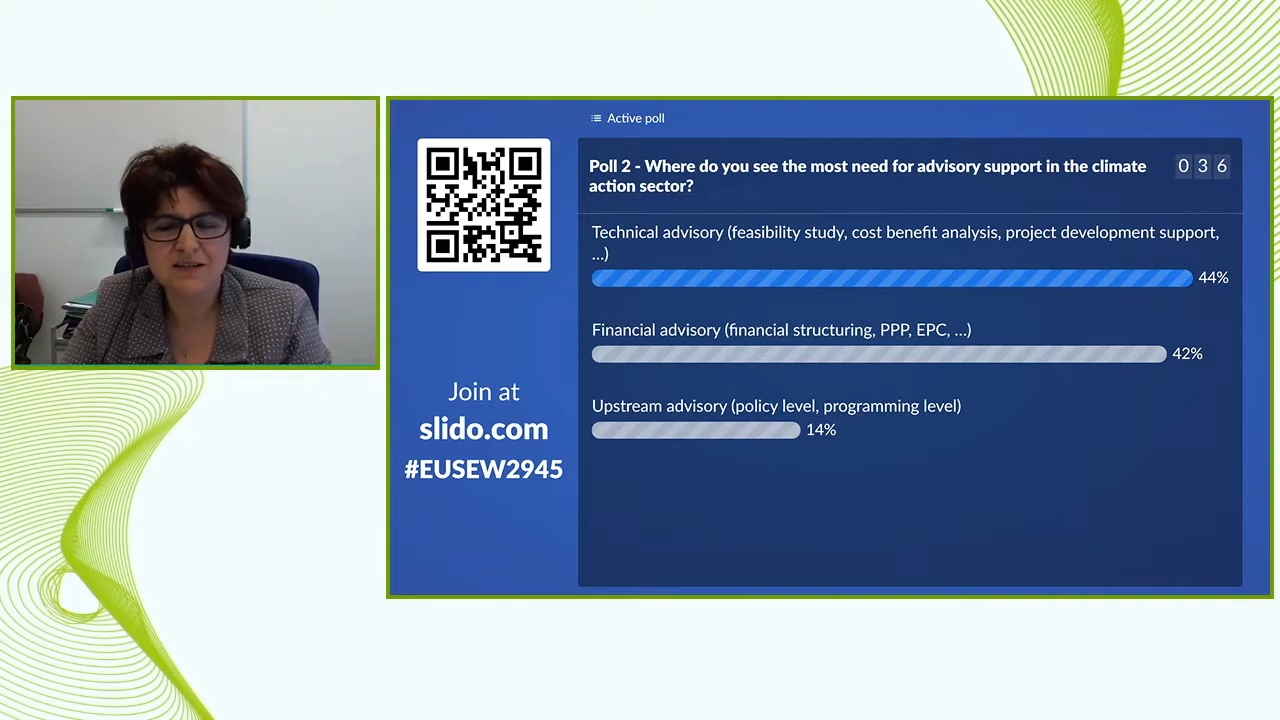 Active poll
Poll 2 - Where do you see the most need for advisory support in the climate
action sector?
0 3 6
Technical advisory (feasibility study, cost benefit analysis, project development support,
...)
44%
Financial advisory (financial structuring, PPP, EPC, ...)
42%
Upstream advisory (policy level, programming level)
14%
Join at
slido.com
#EUSEW2945